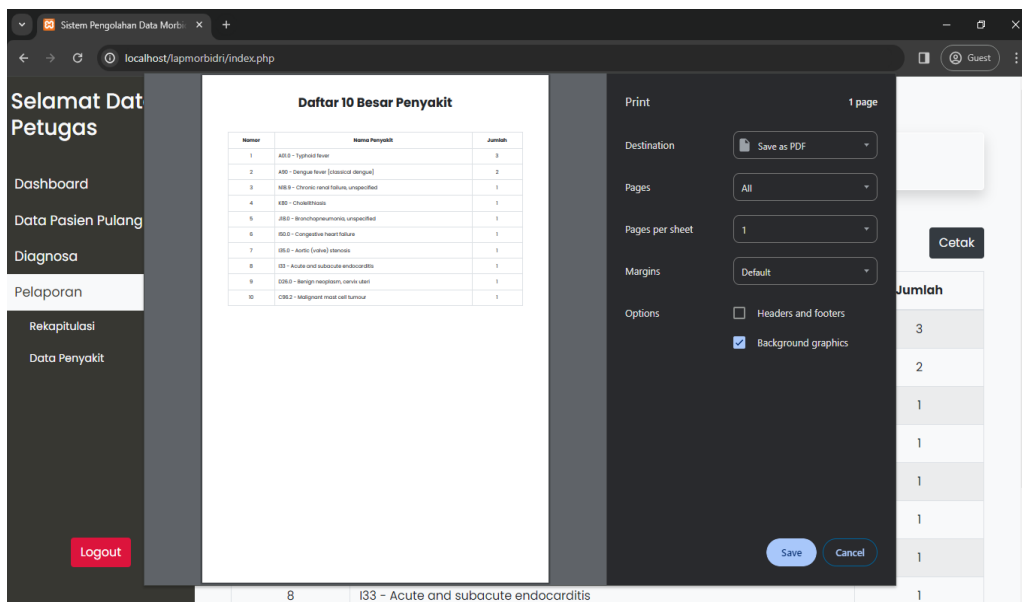 Sistem Pengolahan Data Morbi
localhost/lapmorbidri/index.php
Guest
Selamat Dat
Petugas
Dashboard
Data Pasien Pulang
Diagnosa
Pelaporan
Rekapitulasi
Data Penyakit
Logout
Daftar 10 Besar Penyakit
Nomor Nama Penyakit Jumlah
1 A01.0 - Typhoid fever 3
2 A90 - Dengue fever [classical dengue] 2
3 N18.9 - Chronic renal failure, unspecified 1
4 K80 - Cholelithiasis 1
5 J18.0 - Bronchopneumonia, unspecified 1
6 I50.0 - Congestive heart failure 1
7 I35.0 - Aortic (valve) stenosis 1
8 I33 - Acute and subacute endocarditis 1
9 D26.0 - Benign neoplasm, cervix uteri 1
10 C96.2 - Malignant mast cell tumour 1
Print 1 page
Destination Save as PDF
Pages All
Pages per sheet 1
Margins Default
Options Headers and footers
Background graphics
Save Cancel
Cetak
Jumlah
3
2
1
1
1
1
1
8 I33 - Acute and subacute endocarditis 1